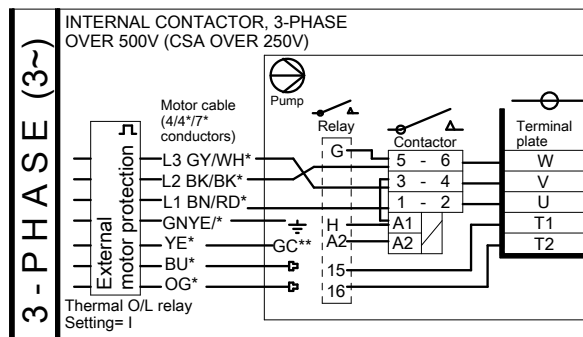 INTERNAL CONTACTOR, 3-PHASE
OVER 500V (CSA OVER 250V)
3-PHASE (3~)
Pump
Motor cable
(4/4*/7*
conductors)
Relay
Contactor
Terminal
plate
External
motor protection
L3 GY/WH*
L2 BK/BK*
L1 BN/RD*
GNYE/*
YE*
BU*
OG*
GC**
G
H
A2
15
16
5 - 6
3 - 4
1 - 2
A1
A2
W
V
U
T1
T2
Thermal O/L relay
Setting= I